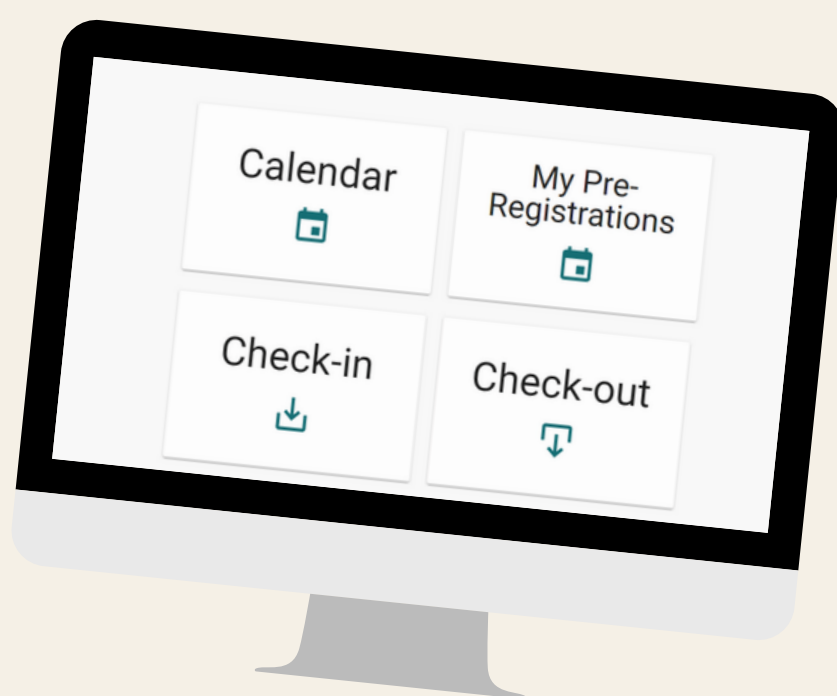 Calendar
My Pre-
Registrations
Check-in
Check-out